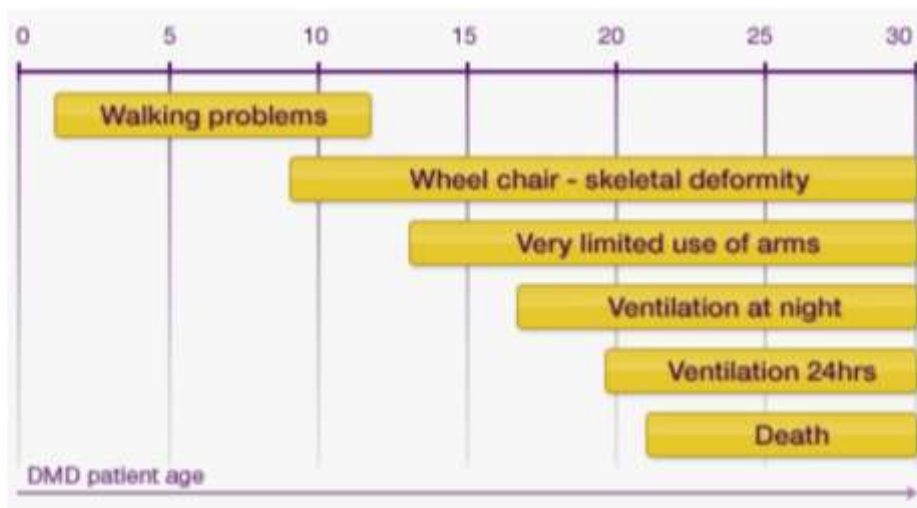 0 5 10 15 20 25 30
Walking problems
Wheel chair - skeletal deformity
Very limited use of arms
Ventilation at night
Ventilation 24hrs
Death
DMD patient age